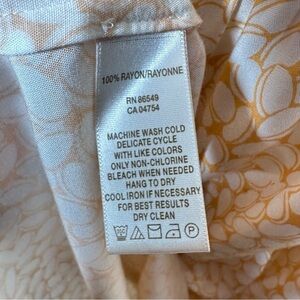 100% RAYON/RAYONNE
RN 86549
CA 04754
MACHINE WASH COLD
DELICATE CYCLE
WITH LIKE COLORS
ONLY NON-CHLORINE
BLEACH WHEN NEEDED
HANG TO DRY
COOL IRON IF NECESSARY
FOR BEST RESULTS
DRY CLEAN